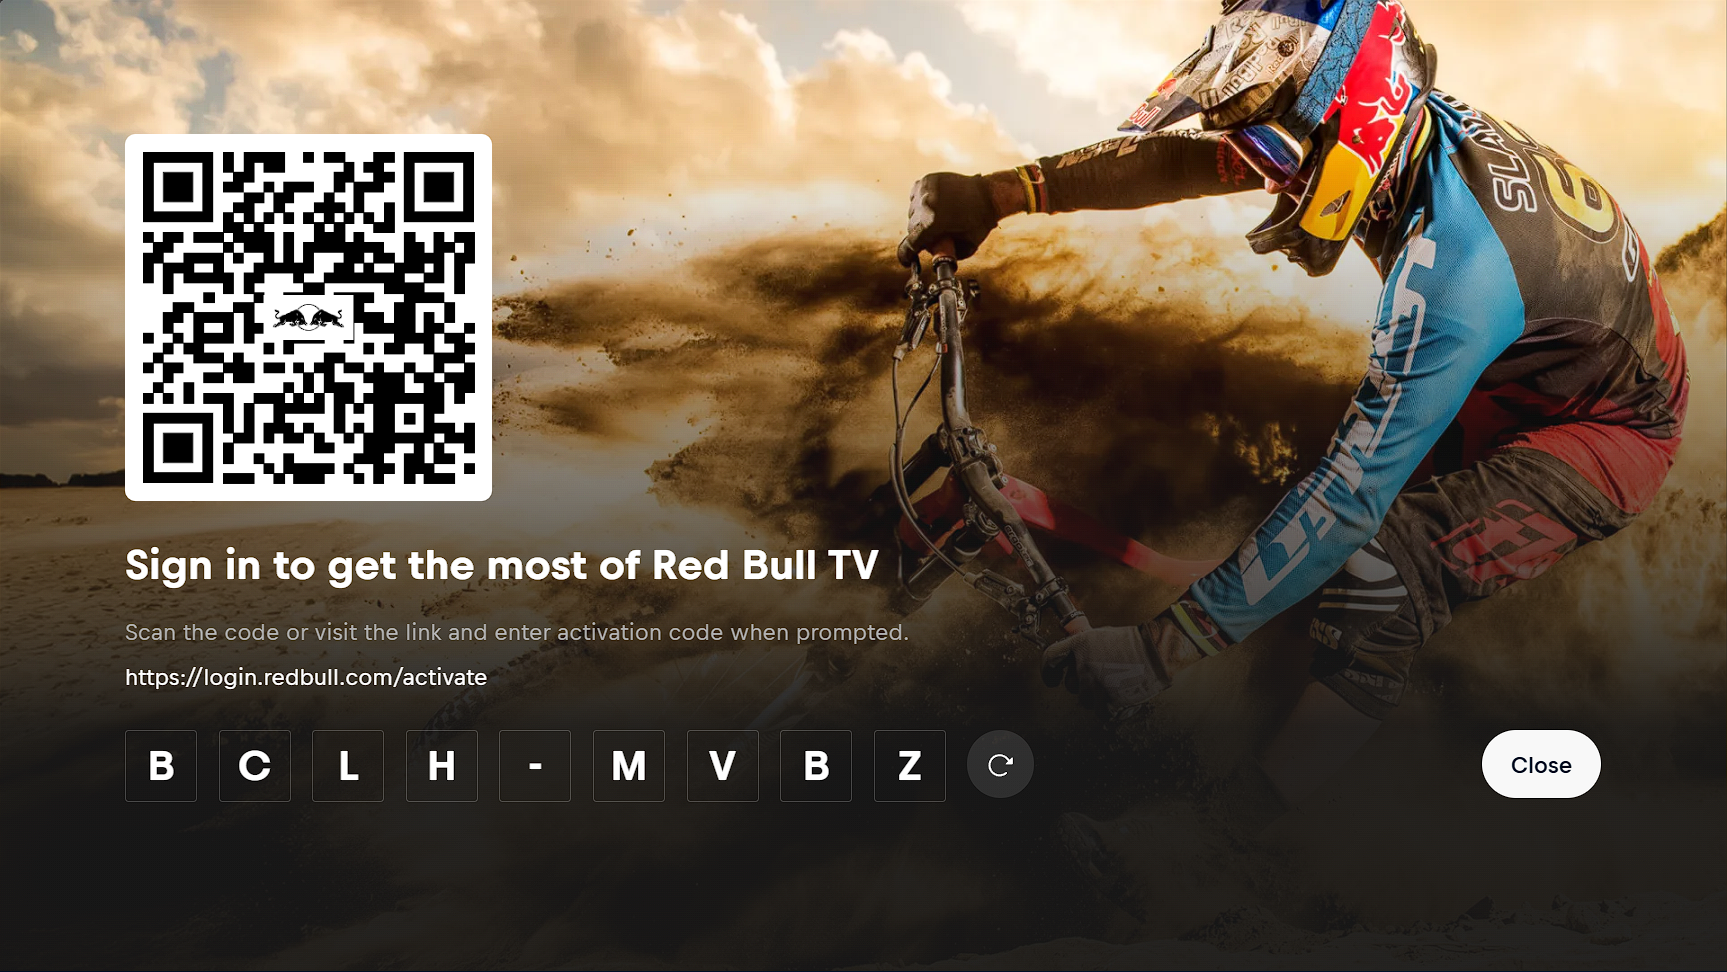 SLA
Sign in to get the most of Red Bull TV
Scan the code or visit the link and enter activation code when prompted.
https://login.redbull.com/activate
B C L H - M V B Z
Close